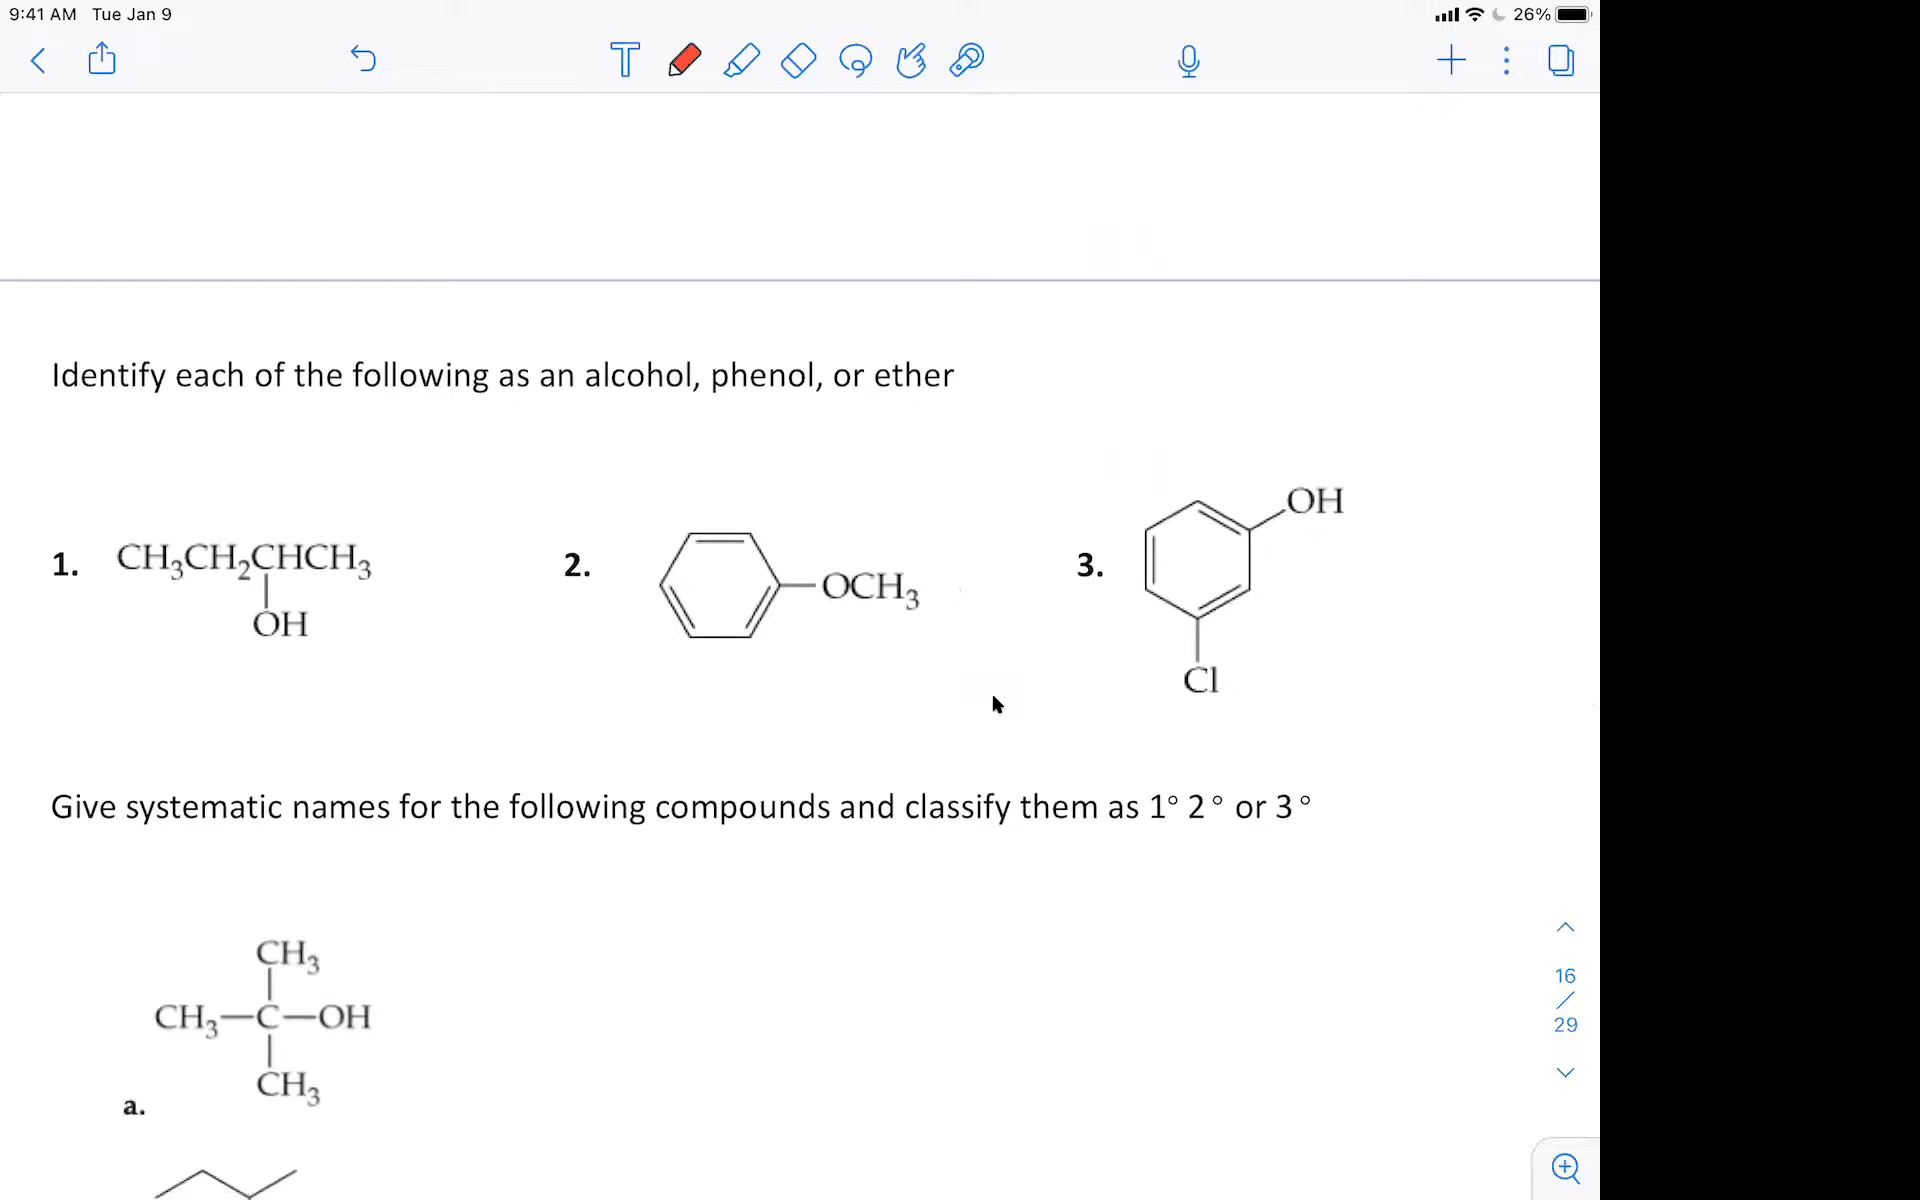 9:41 AM Tue Jan 9
26%
T
Identify each of the following as an alcohol, phenol, or ether
1. CH₃CH₂CHCH₃
OH
2. OCH₃
3. OH
Cl
Give systematic names for the following compounds and classify them as 1° 2° or 3°
CH₃
CH₃—C—OH
CH₃
a.
16
/
29